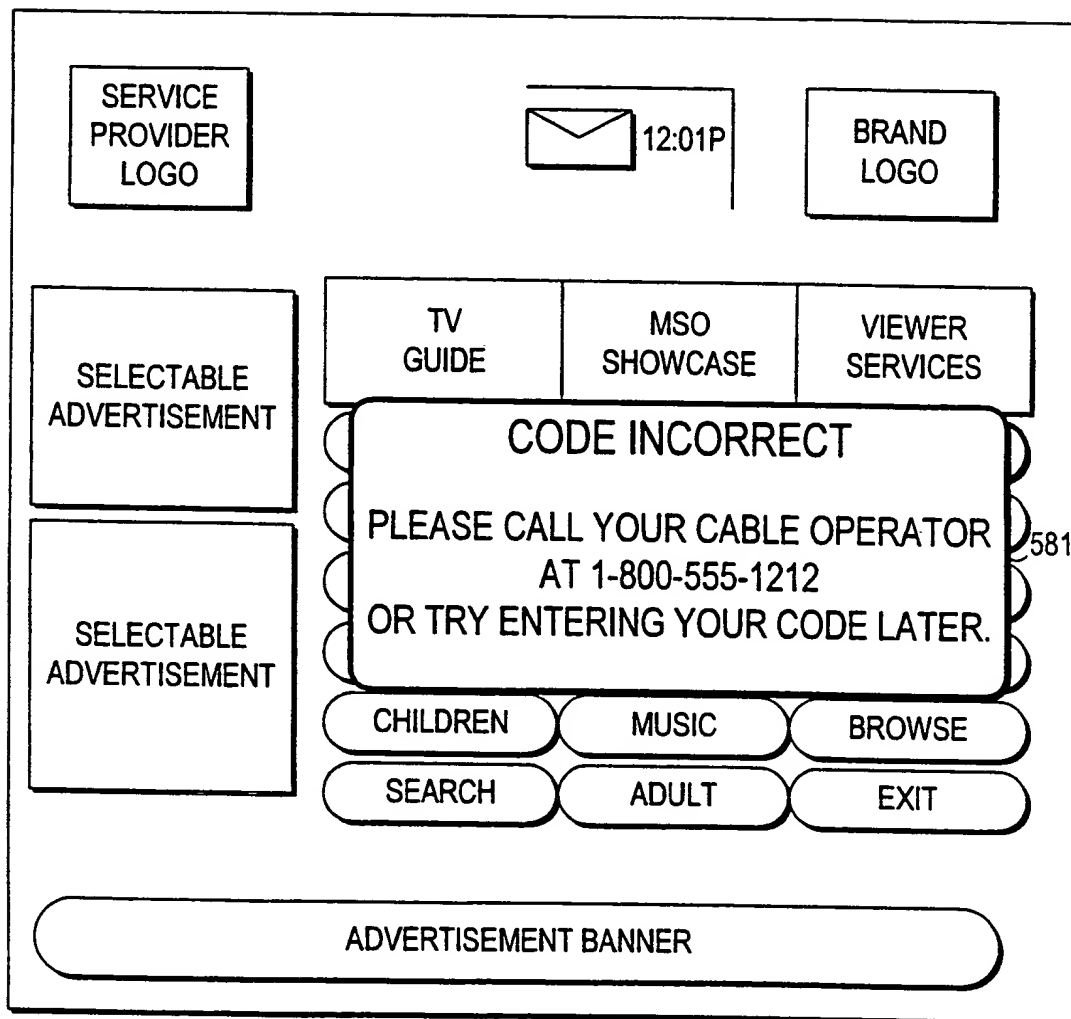 SERVICE
PROVIDER
LOGO
12:01P
BRAND
LOGO
SELECTABLE
ADVERTISEMENT
TV
GUIDE
MSO
SHOWCASE
VIEWER
SERVICES
CODE INCORRECT
PLEASE CALL YOUR CABLE OPERATOR
AT 1-800-555-1212
OR TRY ENTERING YOUR CODE LATER.
581
SELECTABLE
ADVERTISEMENT
CHILDREN
MUSIC
BROWSE
SEARCH
ADULT
EXIT
ADVERTISEMENT BANNER